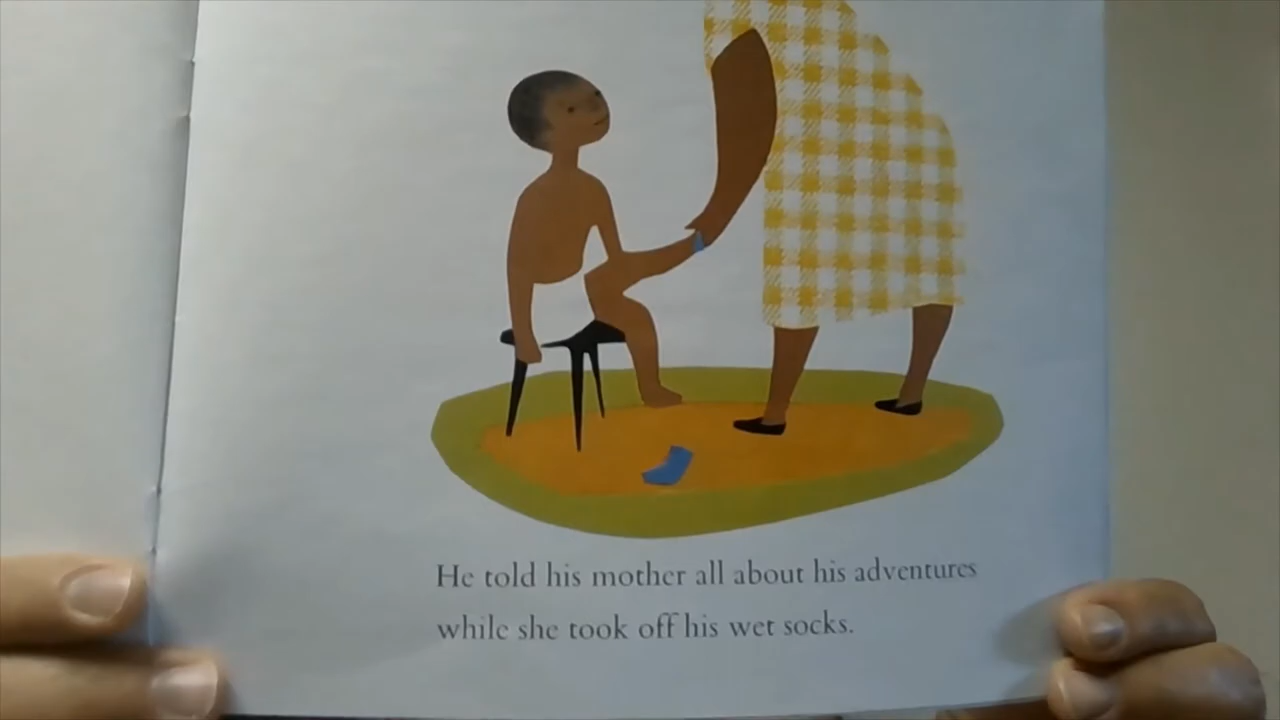 He told his mother all about his adventures
while she took off his wet socks.